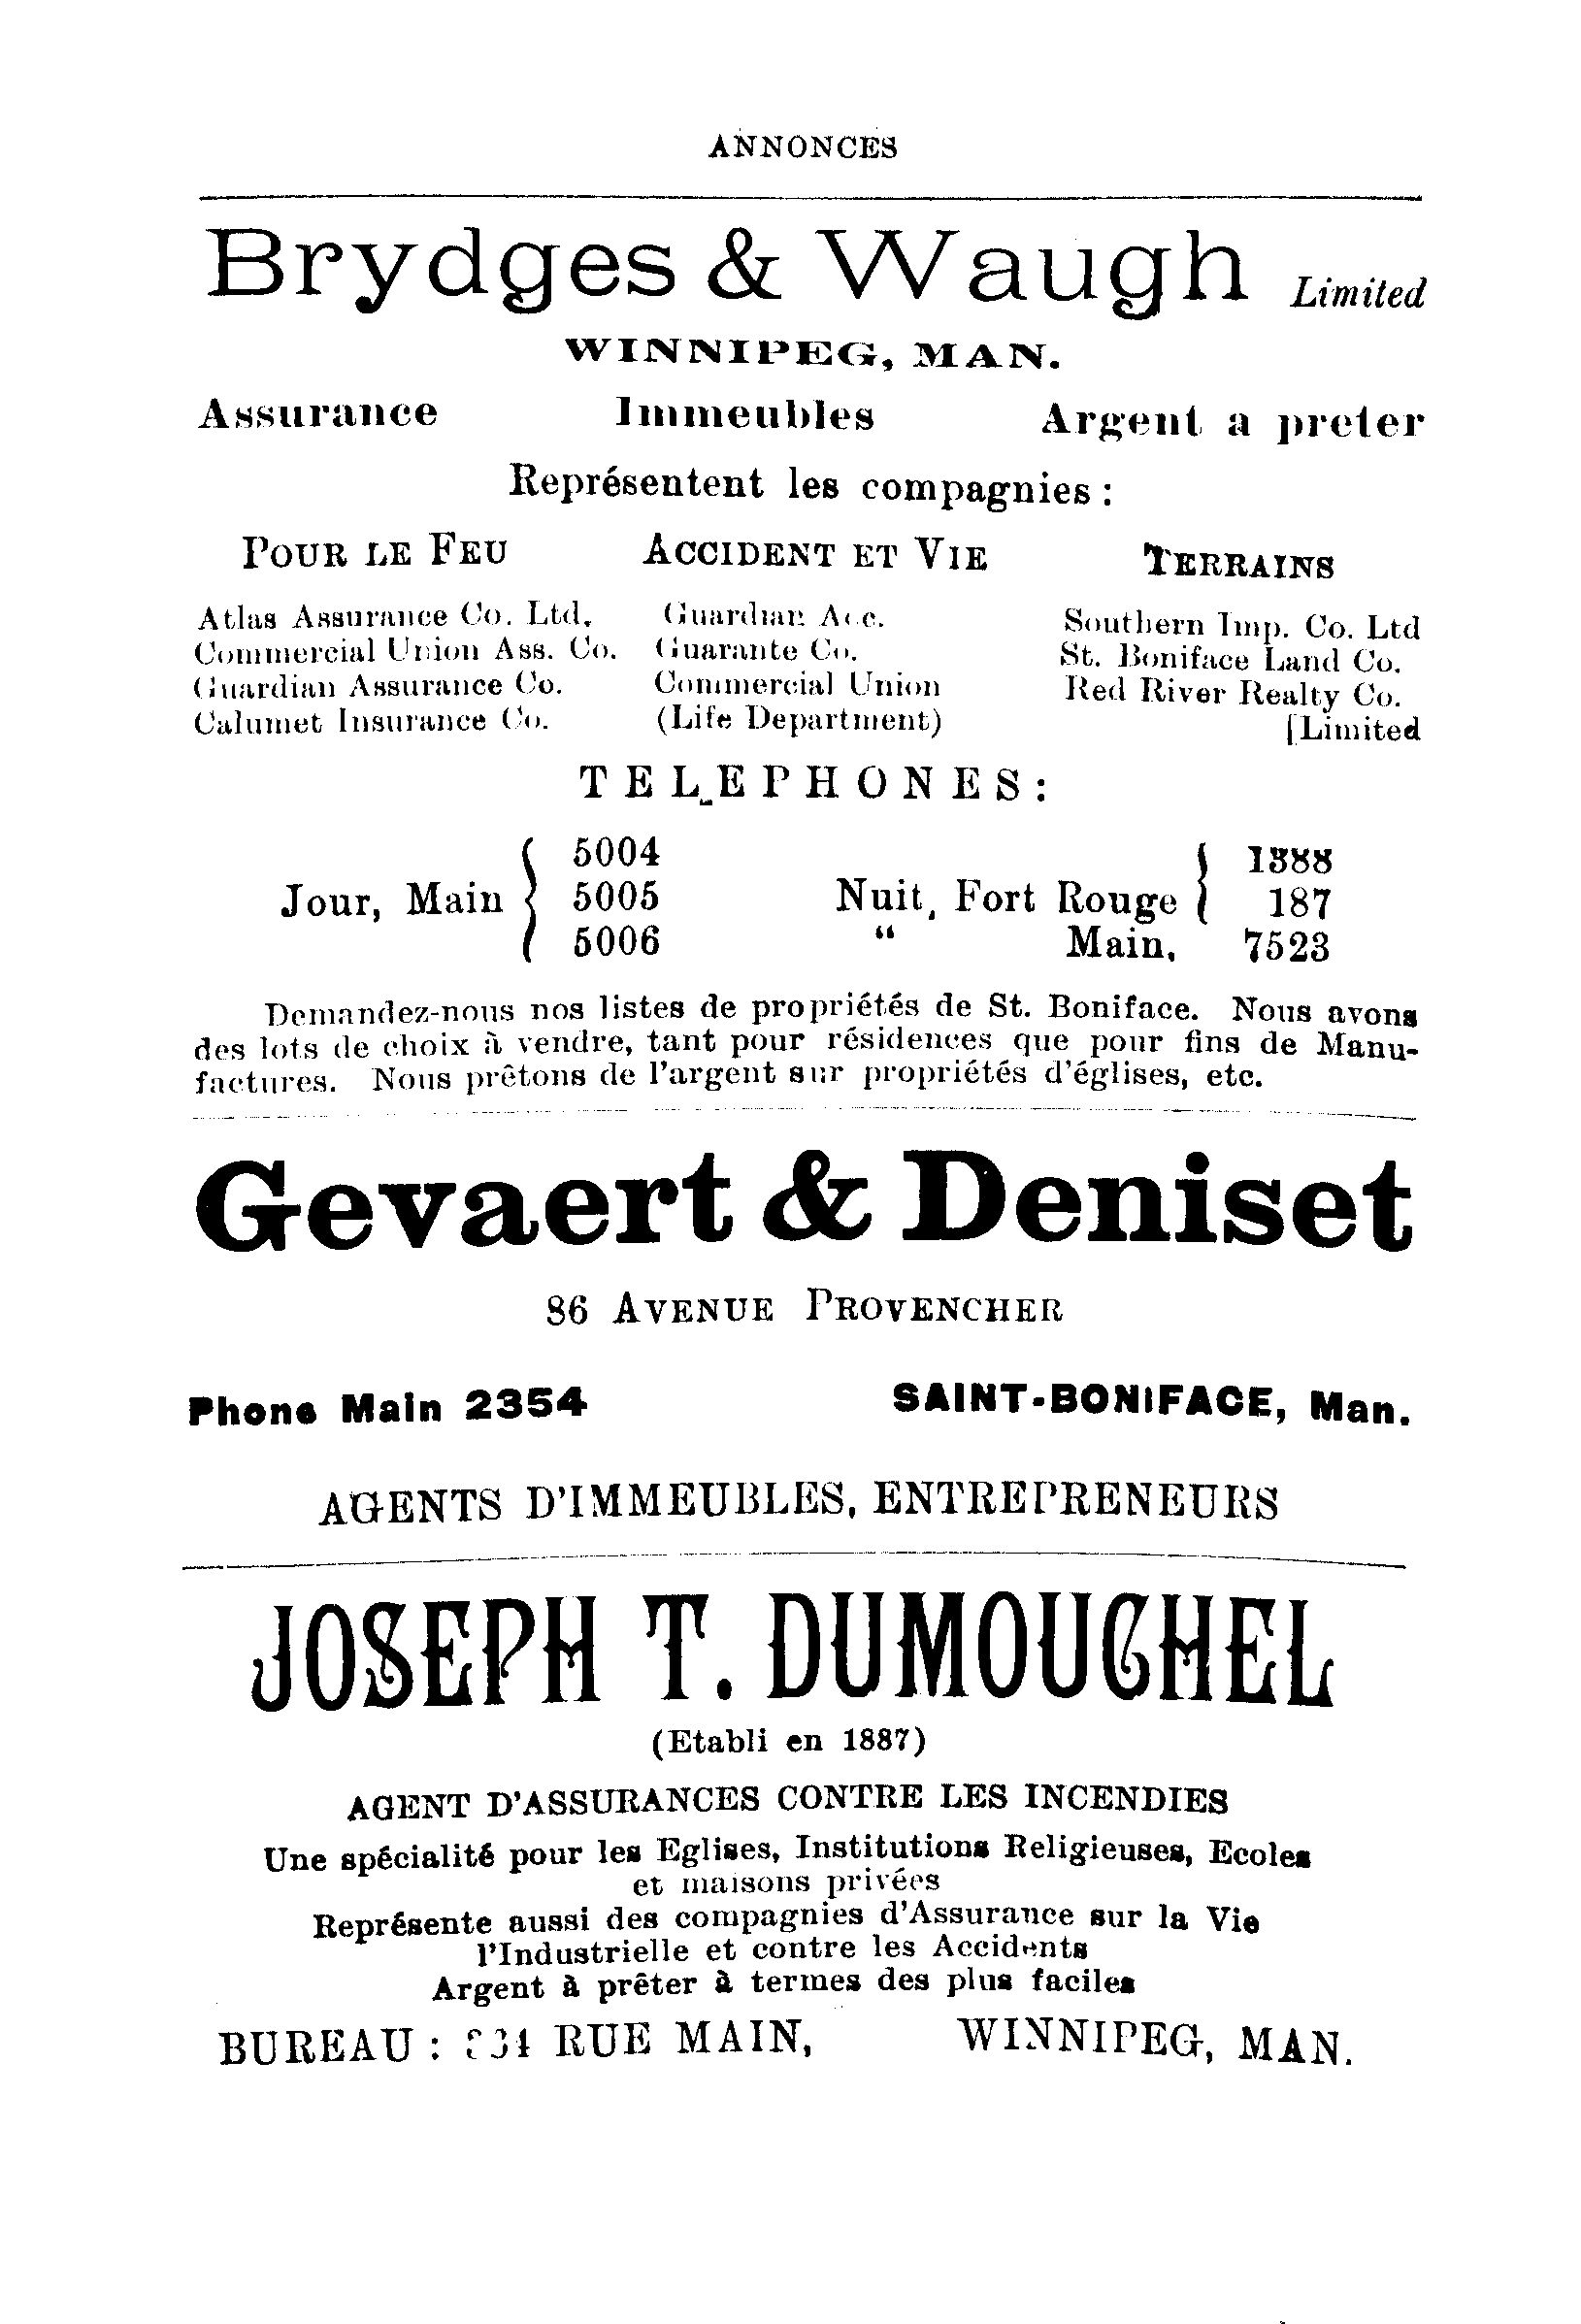 ANNONCES
Brydges & Waugh Limited
WINNIPEG, MAN.
Assurance Immeubles Argent a preter
Représentent les compagnies :
POUR LE FEU ACCIDENT ET VIE TERRAINS
Atlas Assurance Co. Ltd. Guardian Acc. Southern Imp. Co. Ltd
Commercial Union Ass. Co. Guarante Co. St. Boniface Land Co.
Guardian Assurance Co. Commercial Union Red River Realty Co.
Calumet Insurance Co. (Life Department) [Limited
TELEPHONES:
Jour, Main { 5004 5005 5006
Nuit, Fort Rouge } 1388 187
“ Main, 7523
Demandez-nous nos listes de propriétés de St. Boniface. Nous avons
des lots de choix à vendre, tant pour résidences que pour fins de Manu-
factures. Nous prêtons de l'argent sur propriétés d'églises, etc.
Gevaert & Deniset
86 AVENUE PROVENCHER
Phone Main 2354 SAINT-BONIFACE, Man.
AGENTS D'IMMEUBLES, ENTREPRENEURS
JOSEPH T. DUMOUCHEL
(Etabli en 1887)
AGENT D'ASSURANCES CONTRE LES INCENDIES
Une spécialité pour les Eglises, Institutions Religieuses, Ecoles
et maisons privées
Représente aussi des compagnies d'Assurance sur la Vie
l'Industrielle et contre les Accidents
Argent à prêter à termes des plus faciles
BUREAU : RUE MAIN, WINNIPEG, MAN.